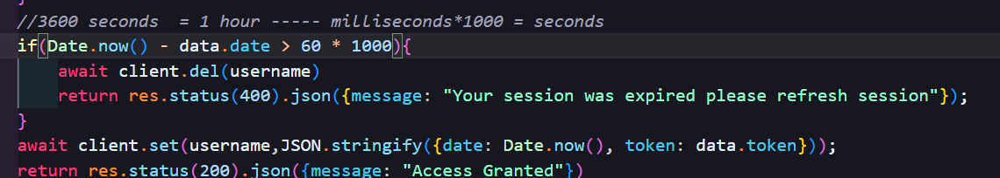 //3600 seconds  = 1 hour ----- milliseconds*1000 = seconds
if(Date.now() - data.date > 60 * 1000){
    await client.del(username)
    return res.status(400).json({message: "Your session was expired please refresh session"});
}
await client.set(username,JSON.stringify({date: Date.now(), token: data.token}));
return res.status(200).json({message: "Access Granted"})